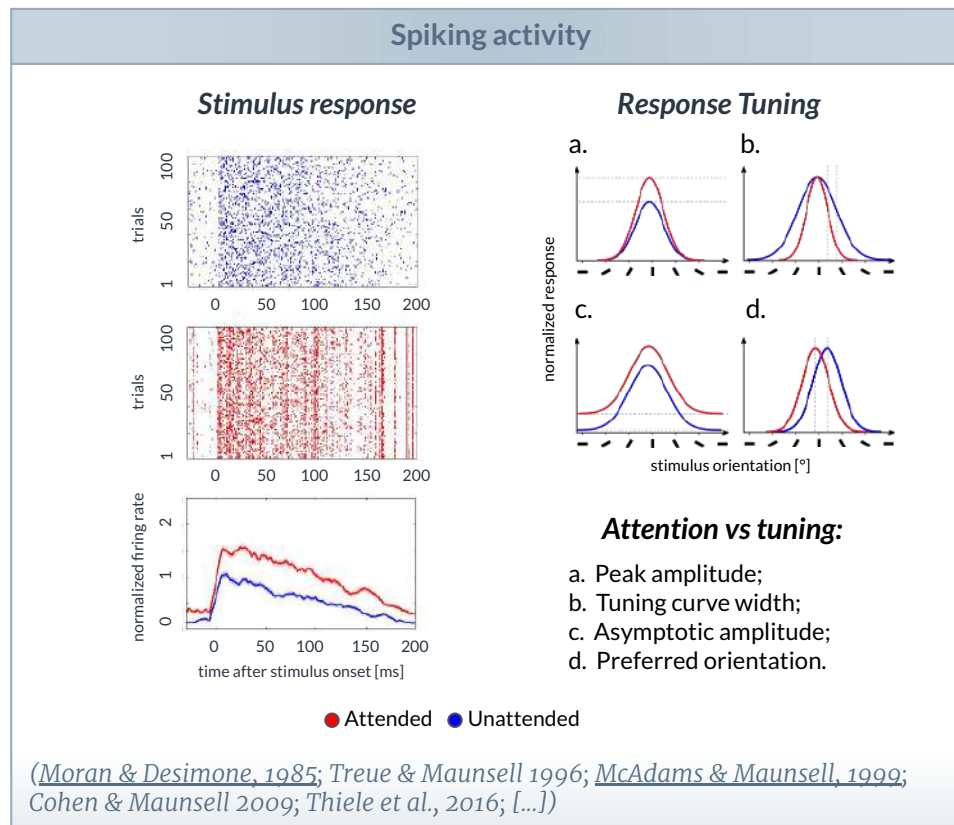 Spiking activity
Stimulus response
trials
100
50
1
0 50 100 150 200
trials
100
50
1
0 50 100 150 200
normalized firing rate
2
1
0
0 50 100 150 200
time after stimulus onset [ms]
Response Tuning
a. b.
c. d.
normalized response
stimulus orientation [°]
Attention vs tuning:
a. Peak amplitude;
b. Tuning curve width;
c. Asymptotic amplitude;
d. Preferred orientation.
Attended Unattended
(Moran & Desimone, 1985; Treue & Maunsell 1996; McAdams & Maunsell, 1999;
Cohen & Maunsell 2009; Thiele et al., 2016; [...])